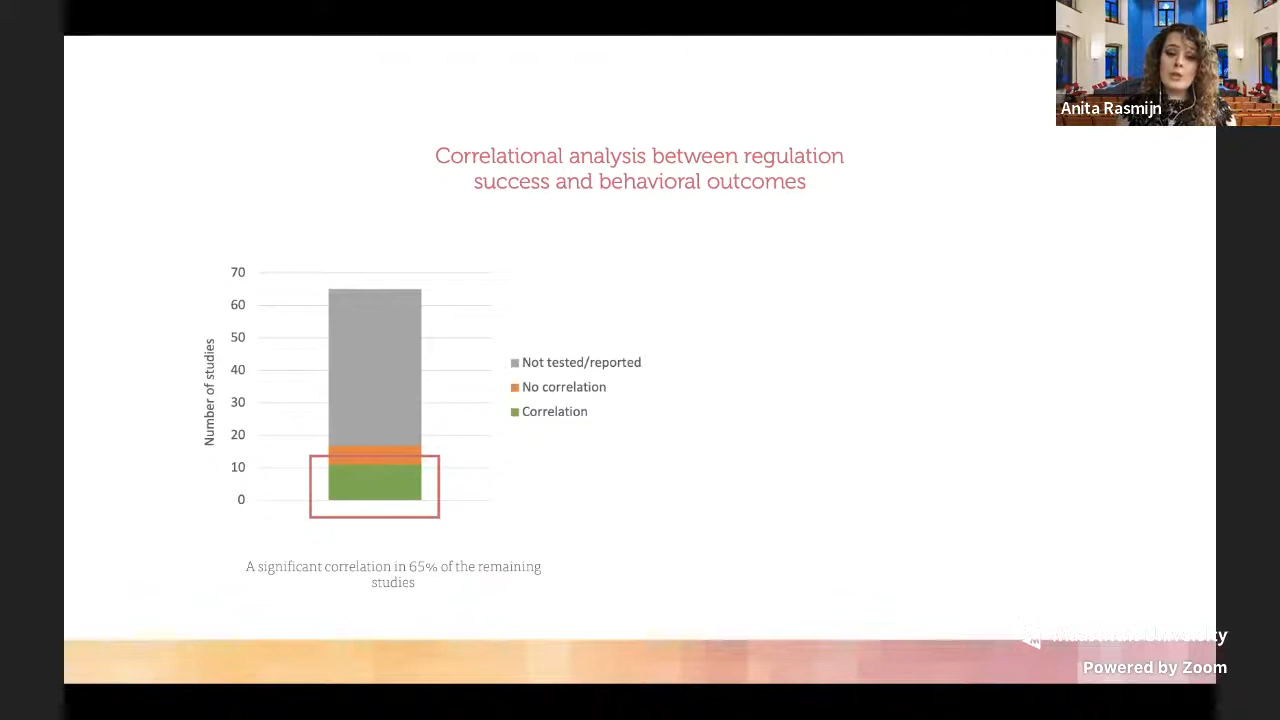 Anita Rasmijn
Correlational analysis between regulation
success and behavioral outcomes
70
60
50
40
30
20
10
0
Number of studies
Not tested/reported
No correlation
Correlation
A significant correlation in 65% of the remaining
studies
University
Powered by Zoom